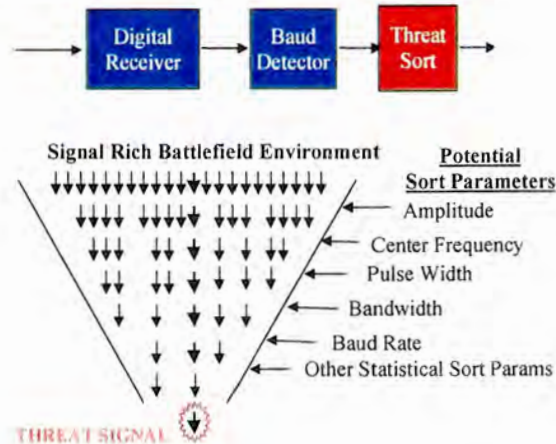 Digital
Receiver
Baud
Detector
Threat
Sort
Signal Rich Battlefield Environment
Potential
Sort Parameters
Amplitude
Center Frequency
Pulse Width
Bandwidth
Baud Rate
Other Statistical Sort Params
THREAT SIGNAL